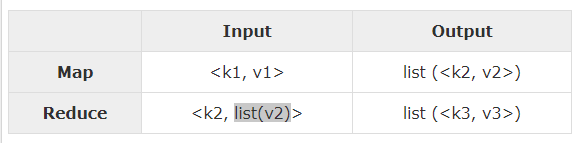 Input Output
Map <k1, v1> list (<k2, v2>)
Reduce <k2, list(v2)> list (<k3, v3>)